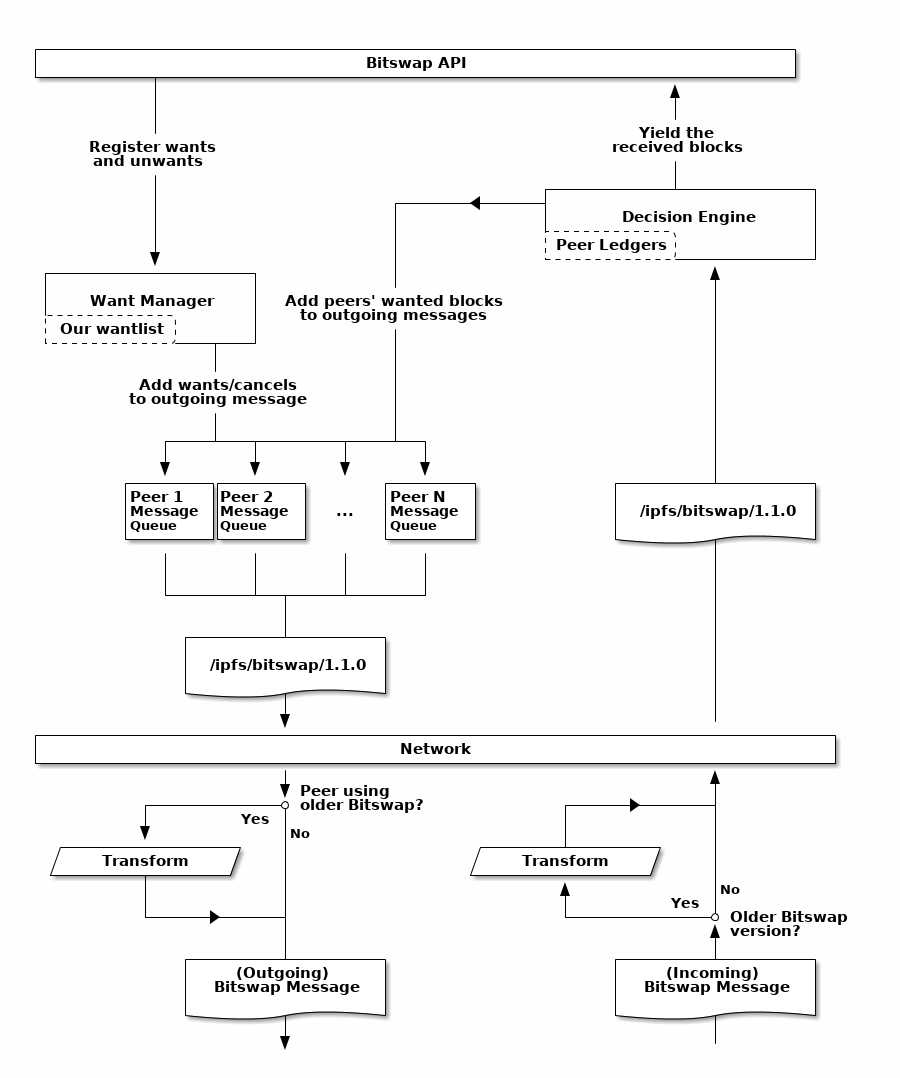 Bitswap API
Register wants
and unwants
Yield the
received blocks
Decision Engine
Peer Ledgers
Want Manager
Our wantlist
Add peers' wanted blocks
to outgoing messages
Add wants/cancels
to outgoing message
Peer 1
Message
Queue
Peer 2
Message
Queue
...
Peer N
Message
Queue
/ipfs/bitswap/1.1.0
/ipfs/bitswap/1.1.0
Network
Peer using
older Bitswap?
Yes
No
Transform
Transform
No
Yes
Older Bitswap
version?
(Outgoing)
Bitswap Message
(Incoming)
Bitswap Message